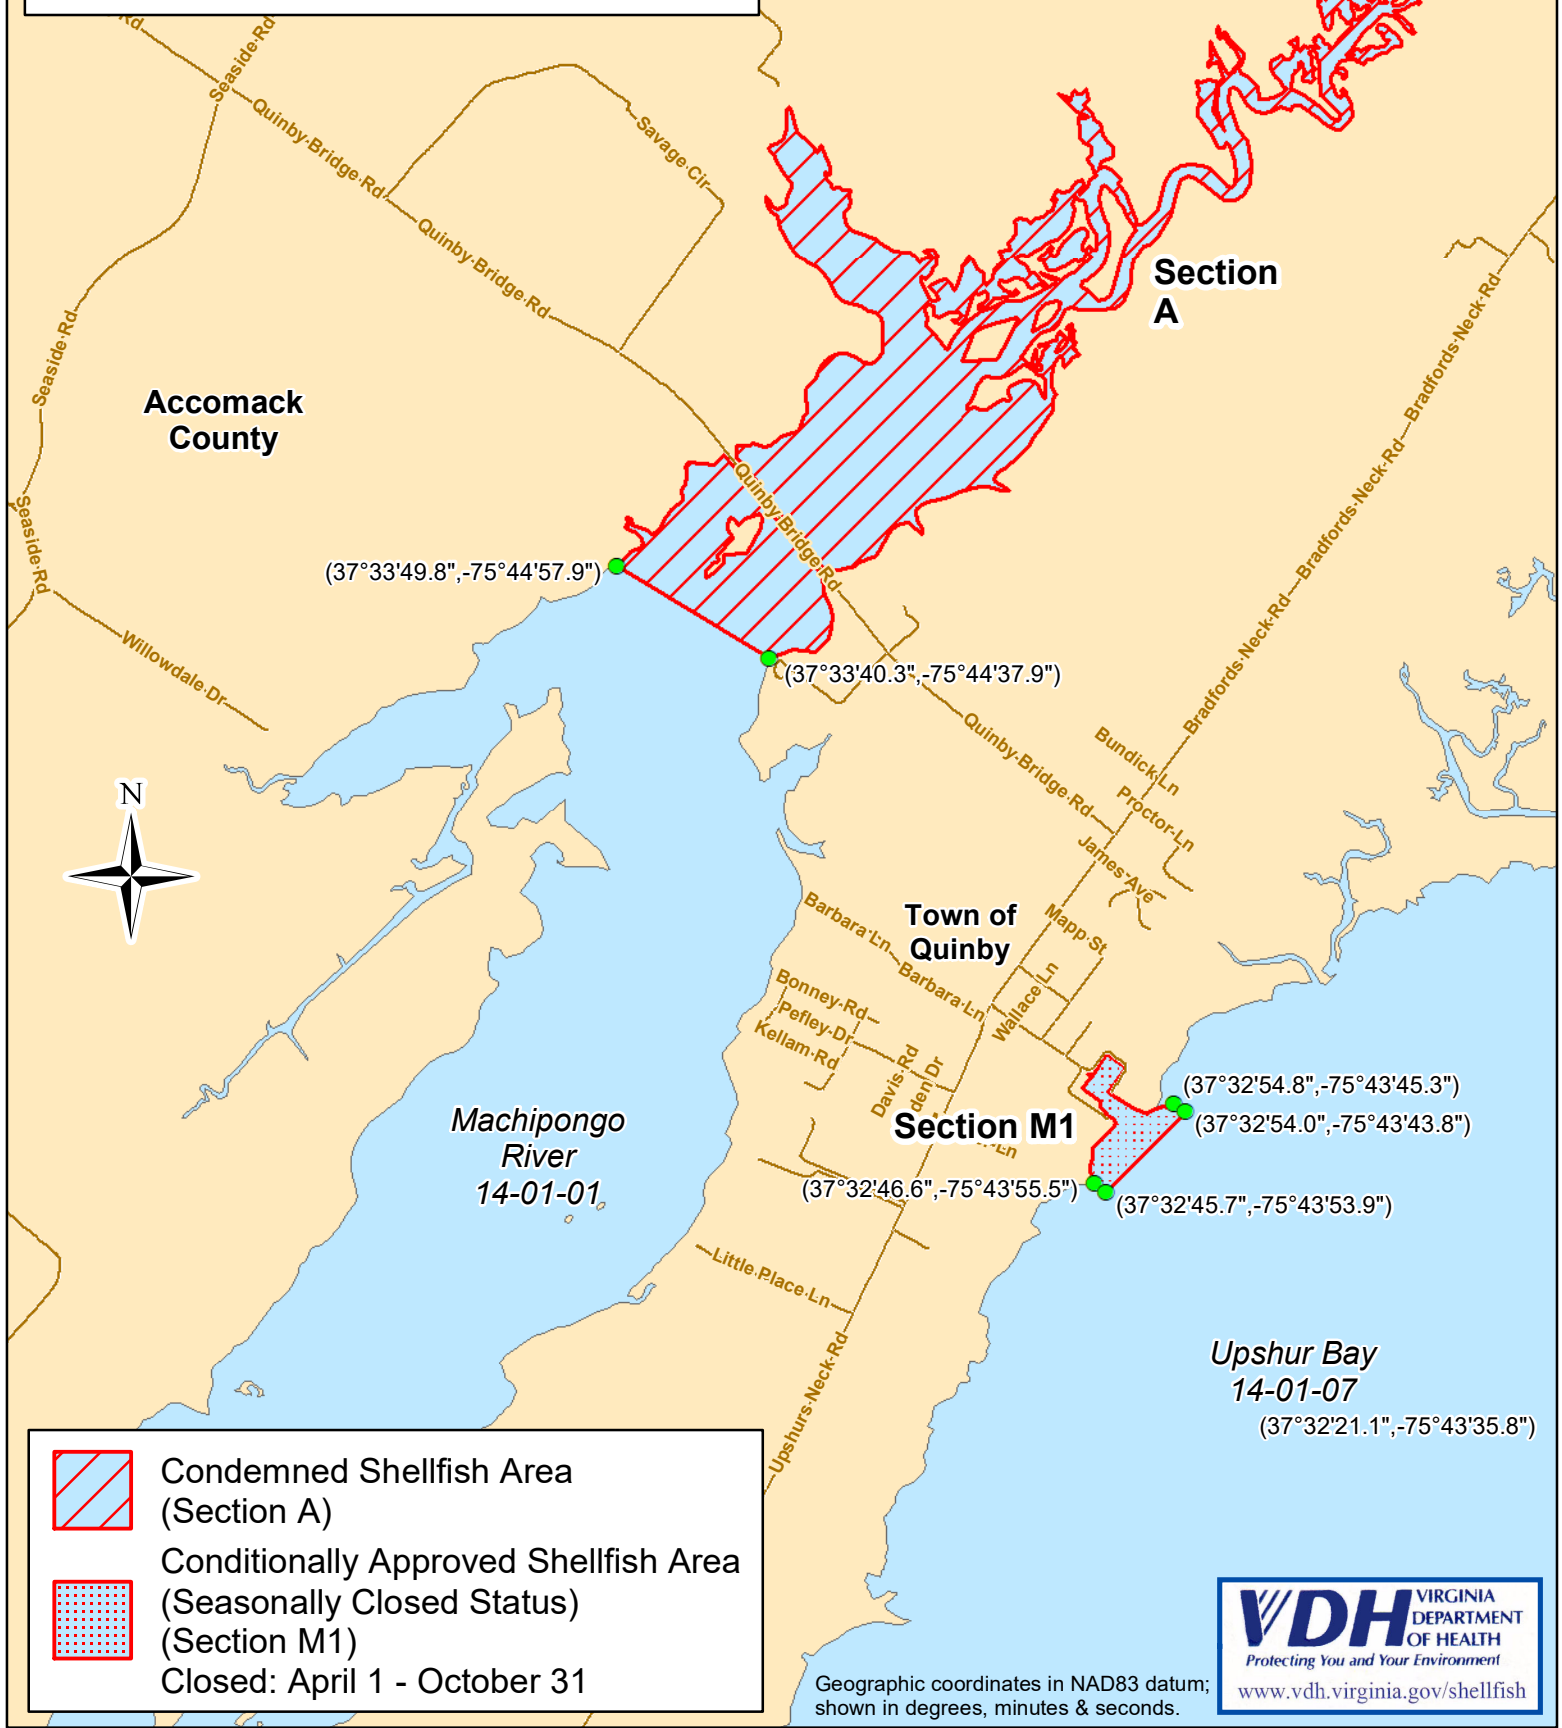 Rd
Seaside Rd
Quinby Bridge Rd
Savage Cir
Quinby Bridge Rd
Section
A
Bradfords Neck Rd
Seaside Rd
Bradfords Neck Rd
Accomack
County
Quinby Bridge Rd
Bradfords Neck Rd
Seaside Rd
(37°33'49.8",-75°44'57.9")
Bradfords Neck Rd
Willowdale Dr
(37°33'40.3",-75°44'37.9")
Quinby Bridge Rd
Bundick Ln
Proctor Ln
N
James Ave
Barbara Ln
Town of
Quinby
Mapp St
Barbara Ln
Wallace Ln
Bonney Rd
Pefley Dr
Kellam Rd
Davis Rd
den Dr
(37°32'54.8",-75°43'45.3")
Machipongo
River
14-01-01
Section M1
(37°32'54.0",-75°43'43.8")
Ln
(37°32'46.6",-75°43'55.5")
(37°32'45.7",-75°43'53.9")
Little Place Ln
Upshurs Neck Rd
Upshur Bay
14-01-07
(37°32'21.1",-75°43'35.8")
Condemned Shellfish Area
(Section A)
Conditionally Approved Shellfish Area
(Seasonally Closed Status)
(Section M1)
Closed: April 1 - October 31
Geographic coordinates in NAD83 datum;
shown in degrees, minutes & seconds.
VDH VIRGINIA
DEPARTMENT
OF HEALTH
Protecting You and Your Environment
www.vdh.virginia.gov/shellfish